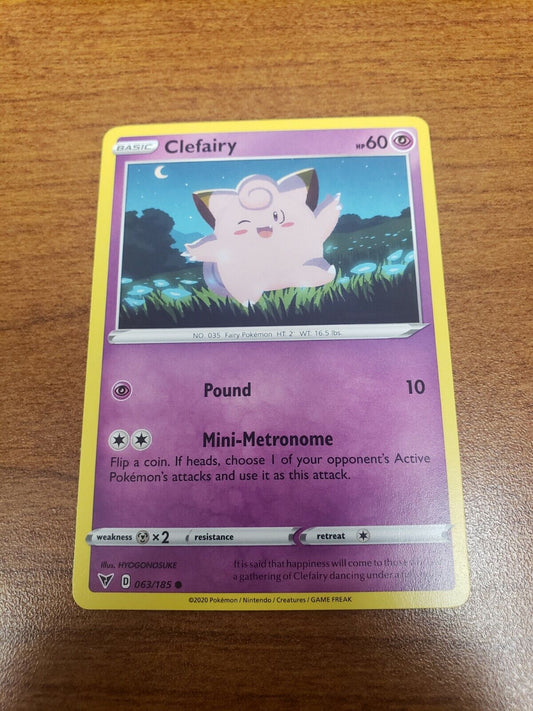 BASIC Clefairy HP 60
NO. 035 Fairy Pokémon HT: 2' WT: 16.5 lbs.
Pound 10
Mini-Metronome
Flip a coin. If heads, choose 1 of your opponent's Active
Pokémon's attacks and use it as this attack.
weakness ×2 resistance retreat
Illus. HYOGONOSUKE
It is said that happiness will come to those
a gathering of Clefairy dancing under a
D 063/185
©2020 Pokémon / Nintendo / Creatures / GAME FREAK